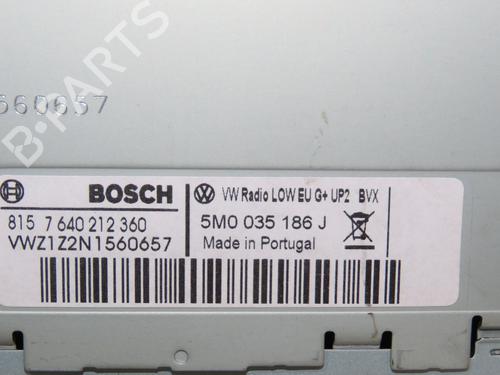 560657
B-PARTS
BOSCH
815 7 640 212 360
VWZ1Z2N1560657
VW Radio LOW EU G+ UP2 BVX
5M0 035 186 J
Made in Portugal